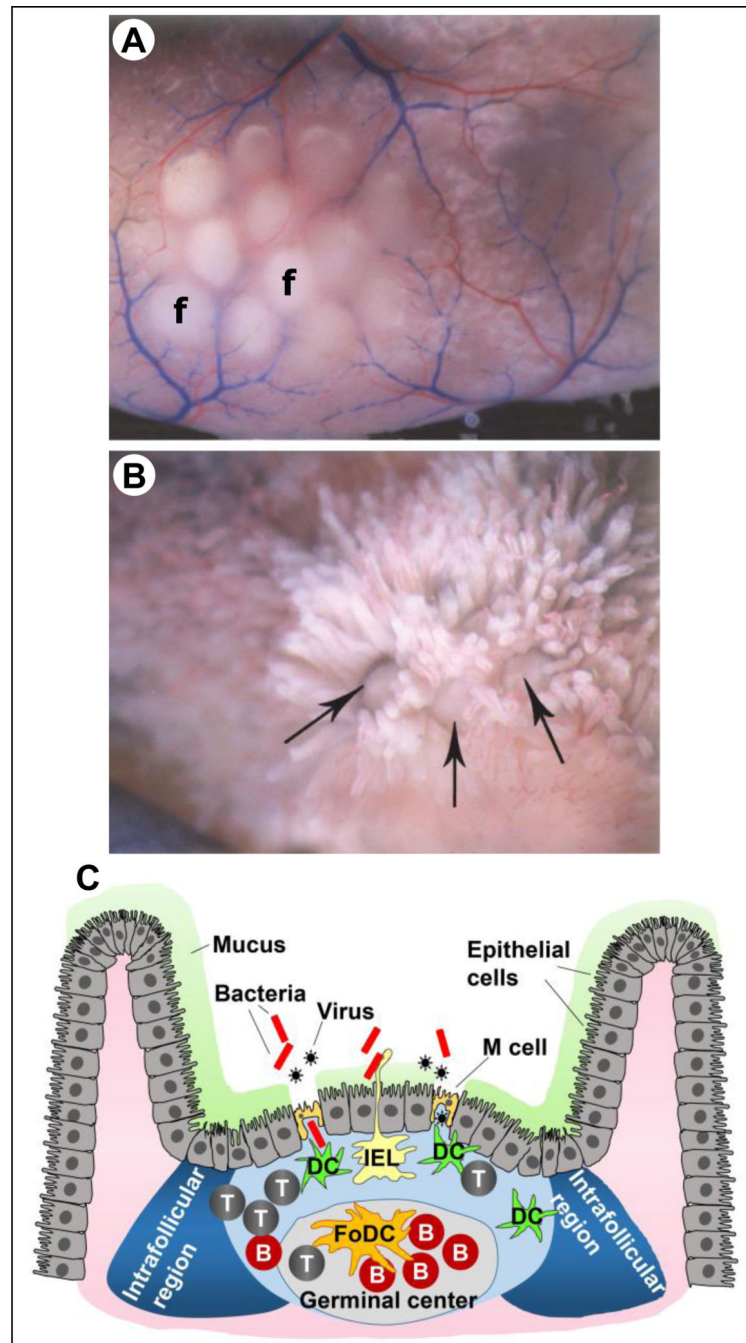 A
f
f
B
C
Mucus
Bacteria
Virus
Epithelial
cells
M cell
DC
IEL
DC
T
T
T
T
T
DC
B
T
FoDC
B
B
B
B
Germinal center
Intrafollicular
region
Intrafollicular
region